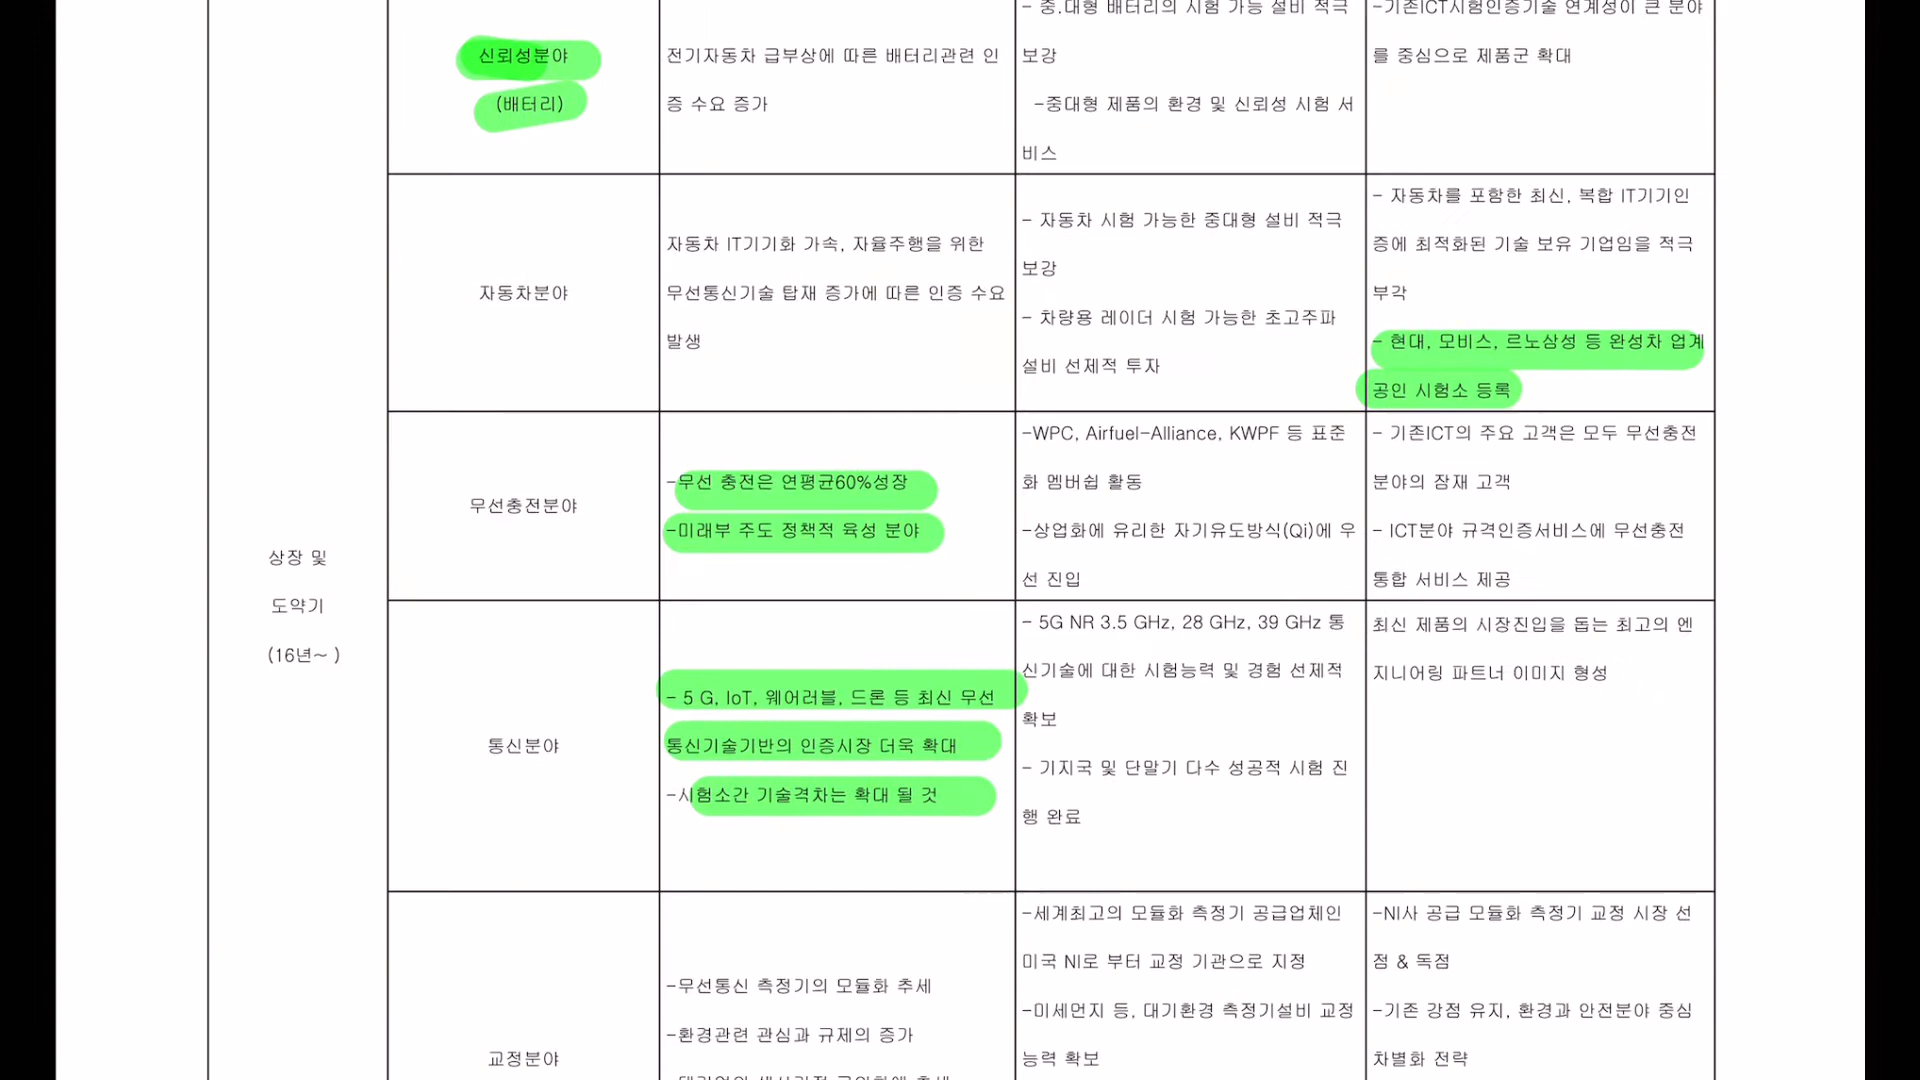 상장 및
도약기
(16년~ )
신뢰성분야
(배터리)
전기자동차 급부상에 따른 배터리관련 인
증 수요 증가
- 중.대형 배터리의 시험 가능 설비 적극
보강
-중대형 제품의 환경 및 신뢰성 시험 서
비스
-기존ICT시험인증기술 연계성이 큰 분야
를 중심으로 제품군 확대
자동차분야
자동차 IT기기화 가속, 자율주행을 위한
무선통신기술 탑재 증가에 따른 인증 수요
발생
- 자동차 시험 가능한 중대형 설비 적극
보강
- 차량용 레이더 시험 가능한 초고주파
설비 선제적 투자
- 자동차를 포함한 최신, 복합 IT기기인
증에 최적화된 기술 보유 기업임을 적극
부각
- 현대, 모비스, 르노삼성 등 완성차 업계
공인 시험소 등록
무선충전분야
-무선 충전은 연평균60%성장
-미래부 주도 정책적 육성 분야
-WPC, Airfuel-Alliance, KWPF 등 표준
화 멤버쉽 활동
-상업화에 유리한 자기유도방식(Qi)에 우
선 진입
- 기존ICT의 주요 고객은 모두 무선충전
분야의 잠재 고객
- ICT분야 규격인증서비스에 무선충전
통합 서비스 제공
통신분야
- 5 G, IoT, 웨어러블, 드론 등 최신 무선
통신기술기반의 인증시장 더욱 확대
-시험소간 기술격차는 확대 될 것
- 5G NR 3.5 GHz, 28 GHz, 39 GHz 통
신기술에 대한 시험능력 및 경험 선제적
확보
- 기지국 및 단말기 다수 성공적 시험 진
행 완료
최신 제품의 시장진입을 돕는 최고의 엔
지니어링 파트너 이미지 형성
교정분야
-무선통신 측정기의 모듈화 추세
-환경관련 관심과 규제의 증가
-세계최고의 모듈화 측정기 공급업체인
미국 NI로 부터 교정 기관으로 지정
-미세먼지 등, 대기환경 측정기설비 교정
능력 확보
-NI사 공급 모듈화 측정기 교정 시장 선
점 & 독점
-기존 강점 유지, 환경과 안전분야 중심
차별화 전략